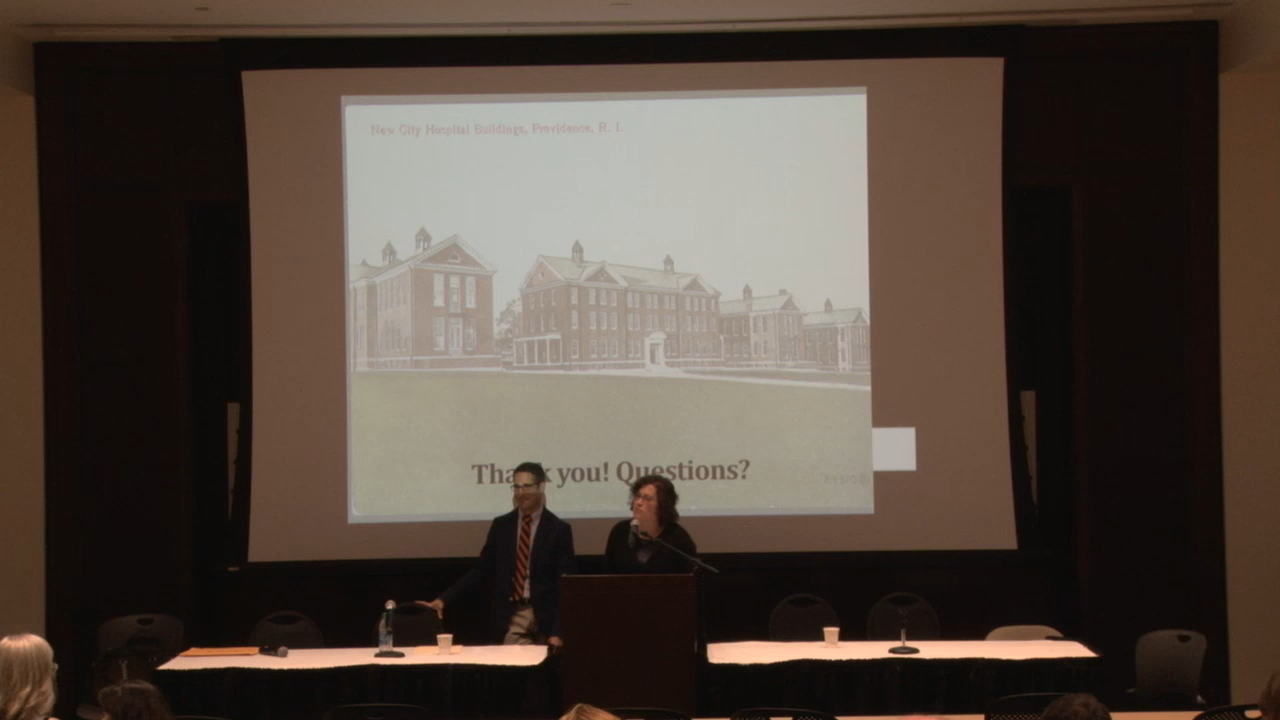 New City Hospital Buildings, Providence, R. I.
Thank you! Questions?